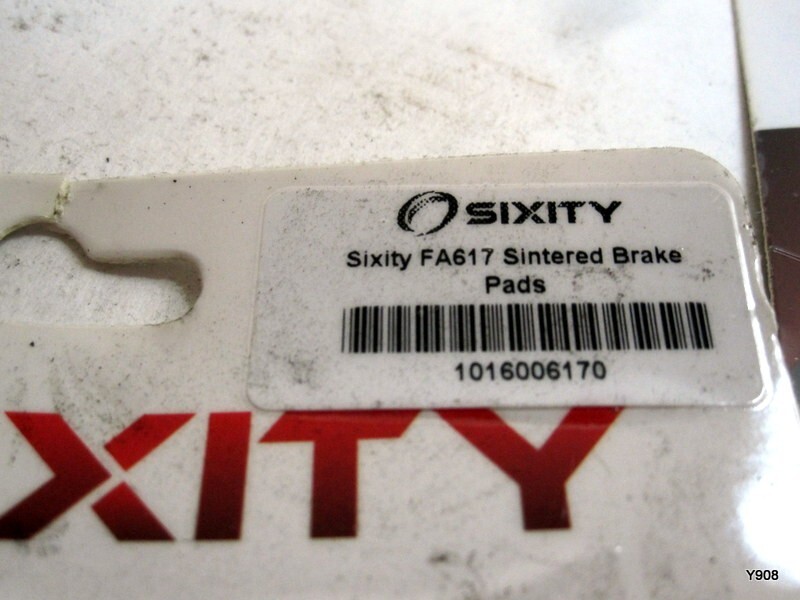 SIXITY
Sixity FA617 Sintered Brake
Pads
1016006170
XITY
Y908